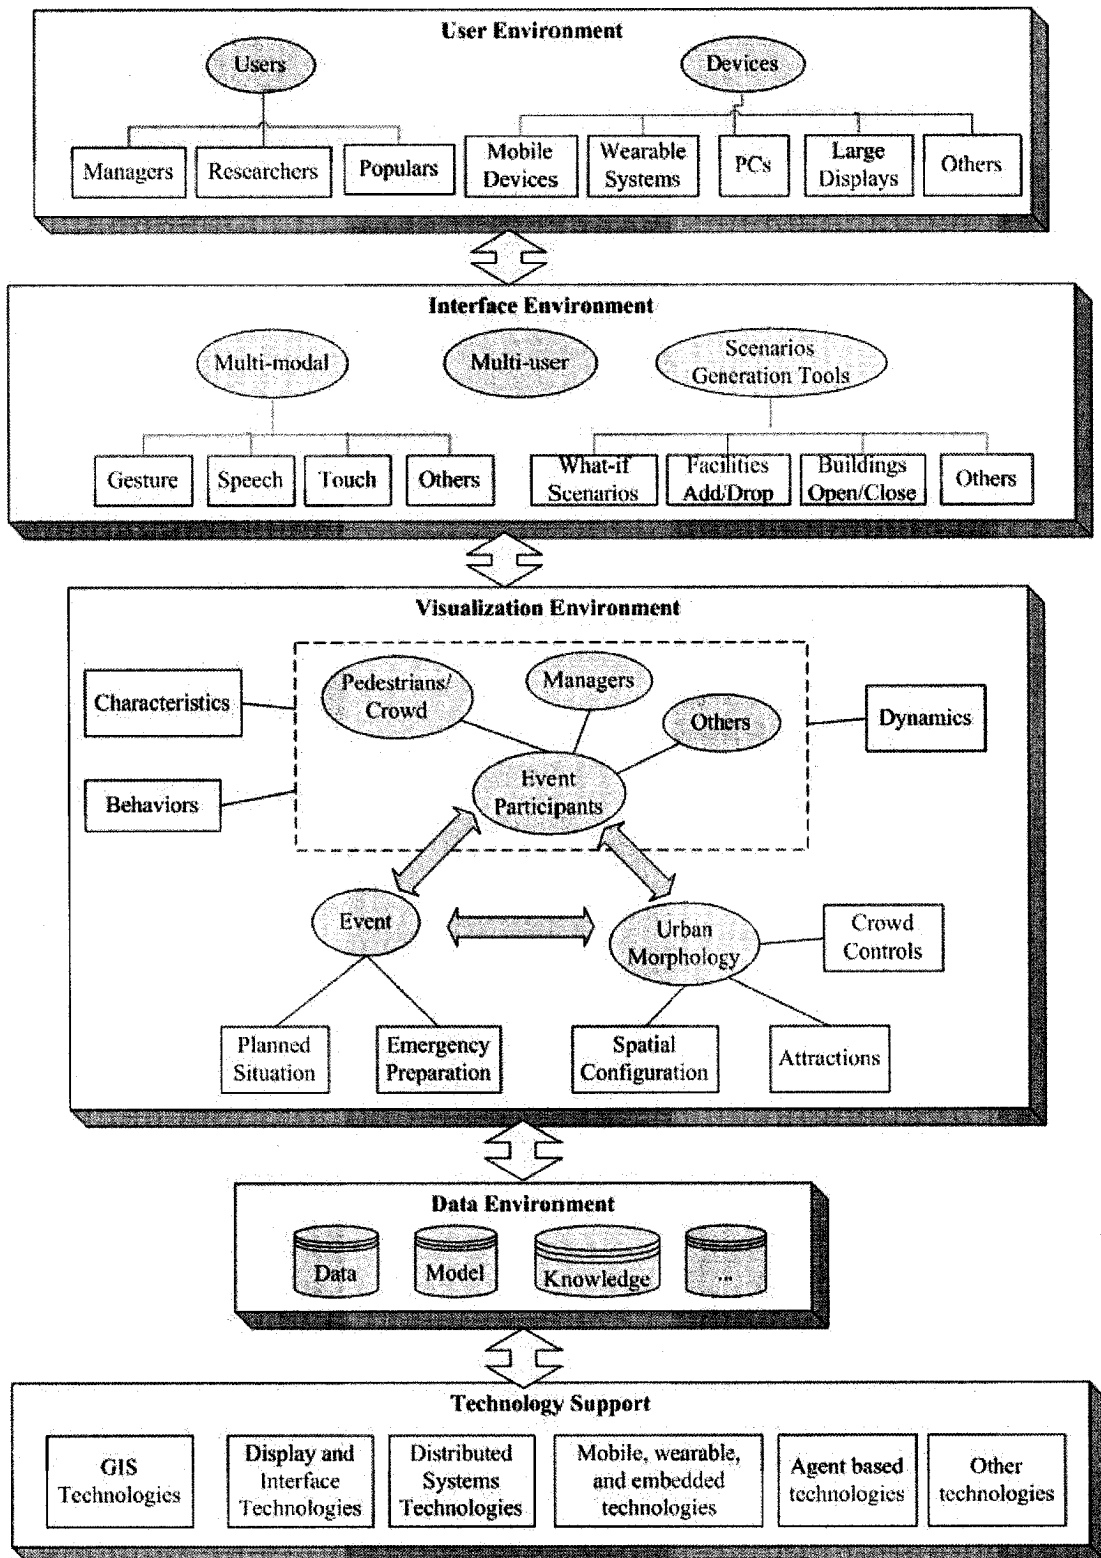 User Environment
Users
Devices
Managers
Researchers
Populars
Mobile
Devices
Wearable
Systems
PCs
Large
Displays
Others
Interface Environment
Multi-modal
Multi-user
Scenarios
Generation Tools
Gesture
Speech
Touch
Others
What-if
Scenarios
Facilities
Add/Drop
Buildings
Open/Close
Others
Visualization Environment
Characteristics
Behaviors
Pedestrians/
Crowd
Managers
Others
Event
Participants
Dynamics
Event
Urban
Morphology
Crowd
Controls
Planned
Situation
Emergency
Preparation
Spatial
Configuration
Attractions
Data Environment
Data
Model
Knowledge
...
Technology Support
GIS
Technologies
Display and
Interface
Technologies
Distributed
Systems
Technologies
Mobile, wearable,
and embedded
technologies
Agent based
technologies
Other
technologies